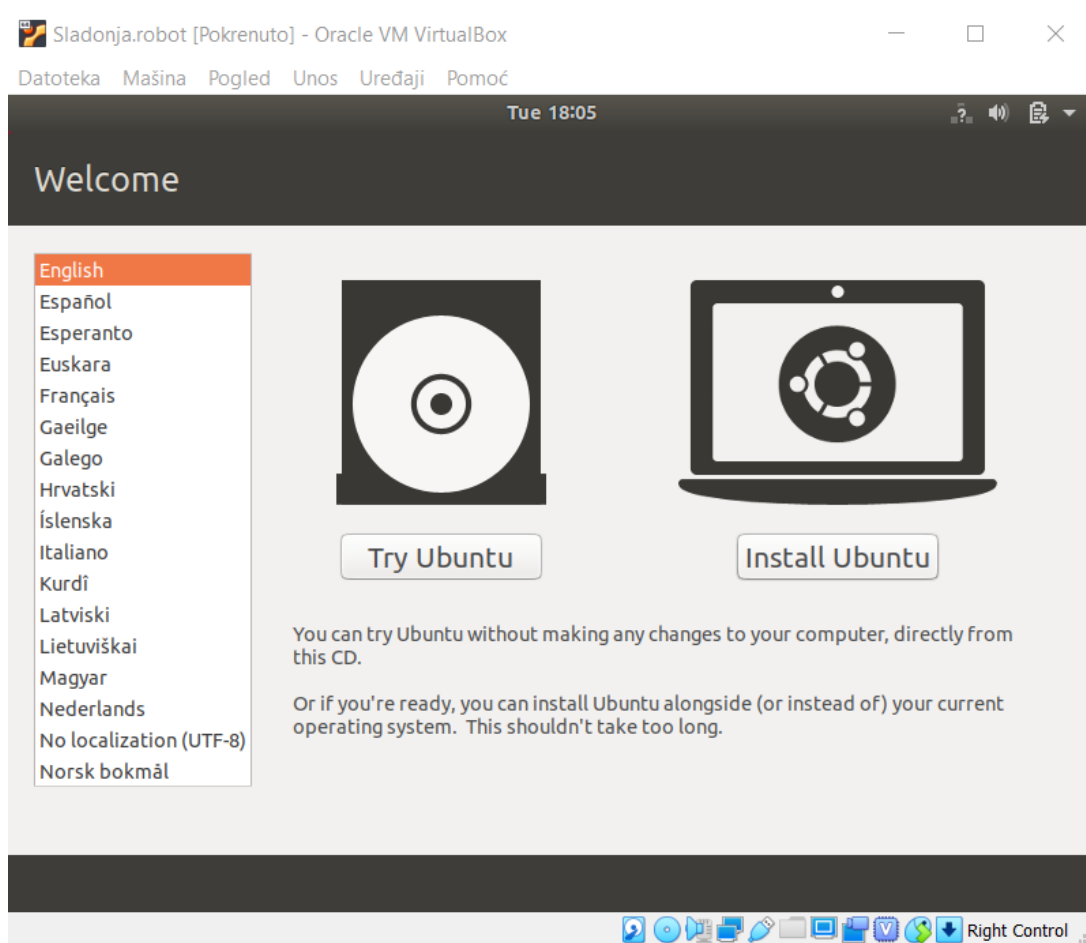 Sladonja.robot [Pokrenuto] - Oracle VM VirtualBox
Datoteka Mašina Pogled Unos Uređaji Pomoć
Tue 18:05
?
Welcome
English
Español
Esperanto
Euskara
Français
Gaeilge
Galego
Hrvatski
Íslenska
Italiano
Kurdî
Latviski
Lietuviškai
Magyar
Nederlands
No localization (UTF-8)
Norsk bokmål
Try Ubuntu
Install Ubuntu
You can try Ubuntu without making any changes to your computer, directly from
this CD.
Or if you're ready, you can install Ubuntu alongside (or instead of) your current
operating system.  This shouldn't take too long.
V
Right Control